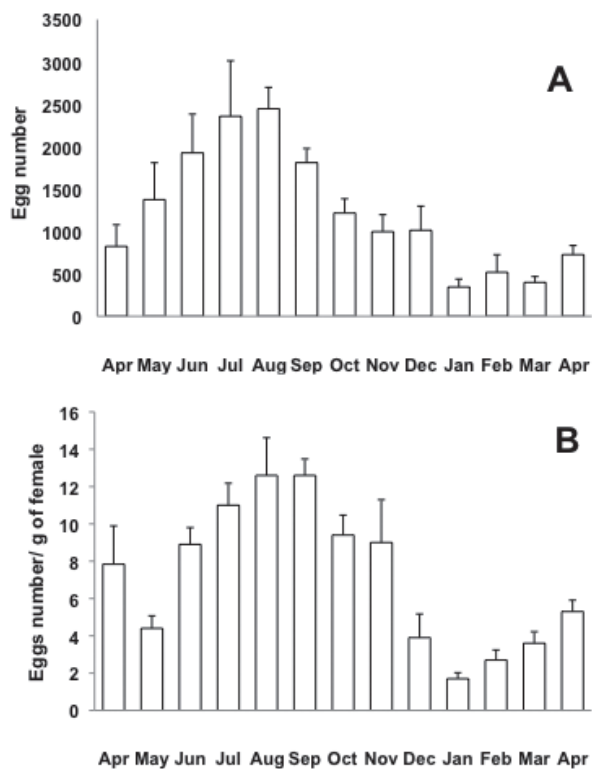 3500
3000
2500
2000
1500
1000
500
0
Egg number
A
Apr May Jun Jul Aug Sep Oct Nov Dec Jan Feb Mar Apr
16
14
12
10
8
6
4
2
0
Eggs number/ g of female
B
Apr May Jun Jul Aug Sep Oct Nov Dec Jan Feb Mar Apr